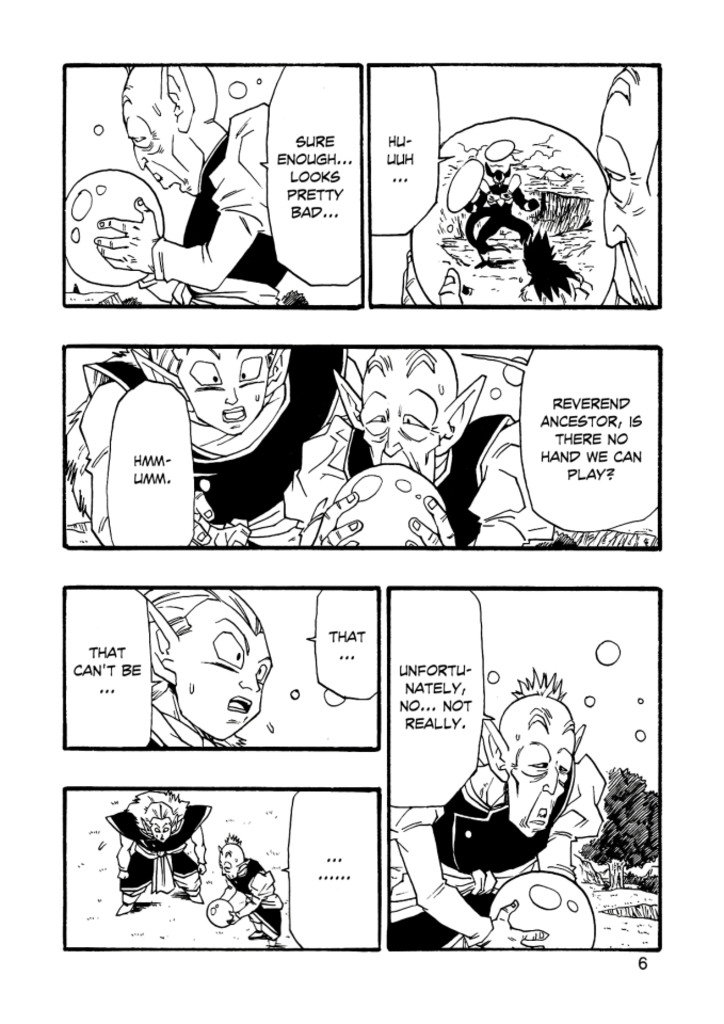 HU-
UUH
...
SURE
ENOUGH...
LOOKS
PRETTY
BAD...
REVEREND
ANCESTOR, IS
THERE NO
HAND WE CAN
PLAY?
HMM-
UMM.
UNFORTU-
NATELY,
NO... NOT
REALLY.
THAT
...
THAT
CAN'T BE
...
...
......
6